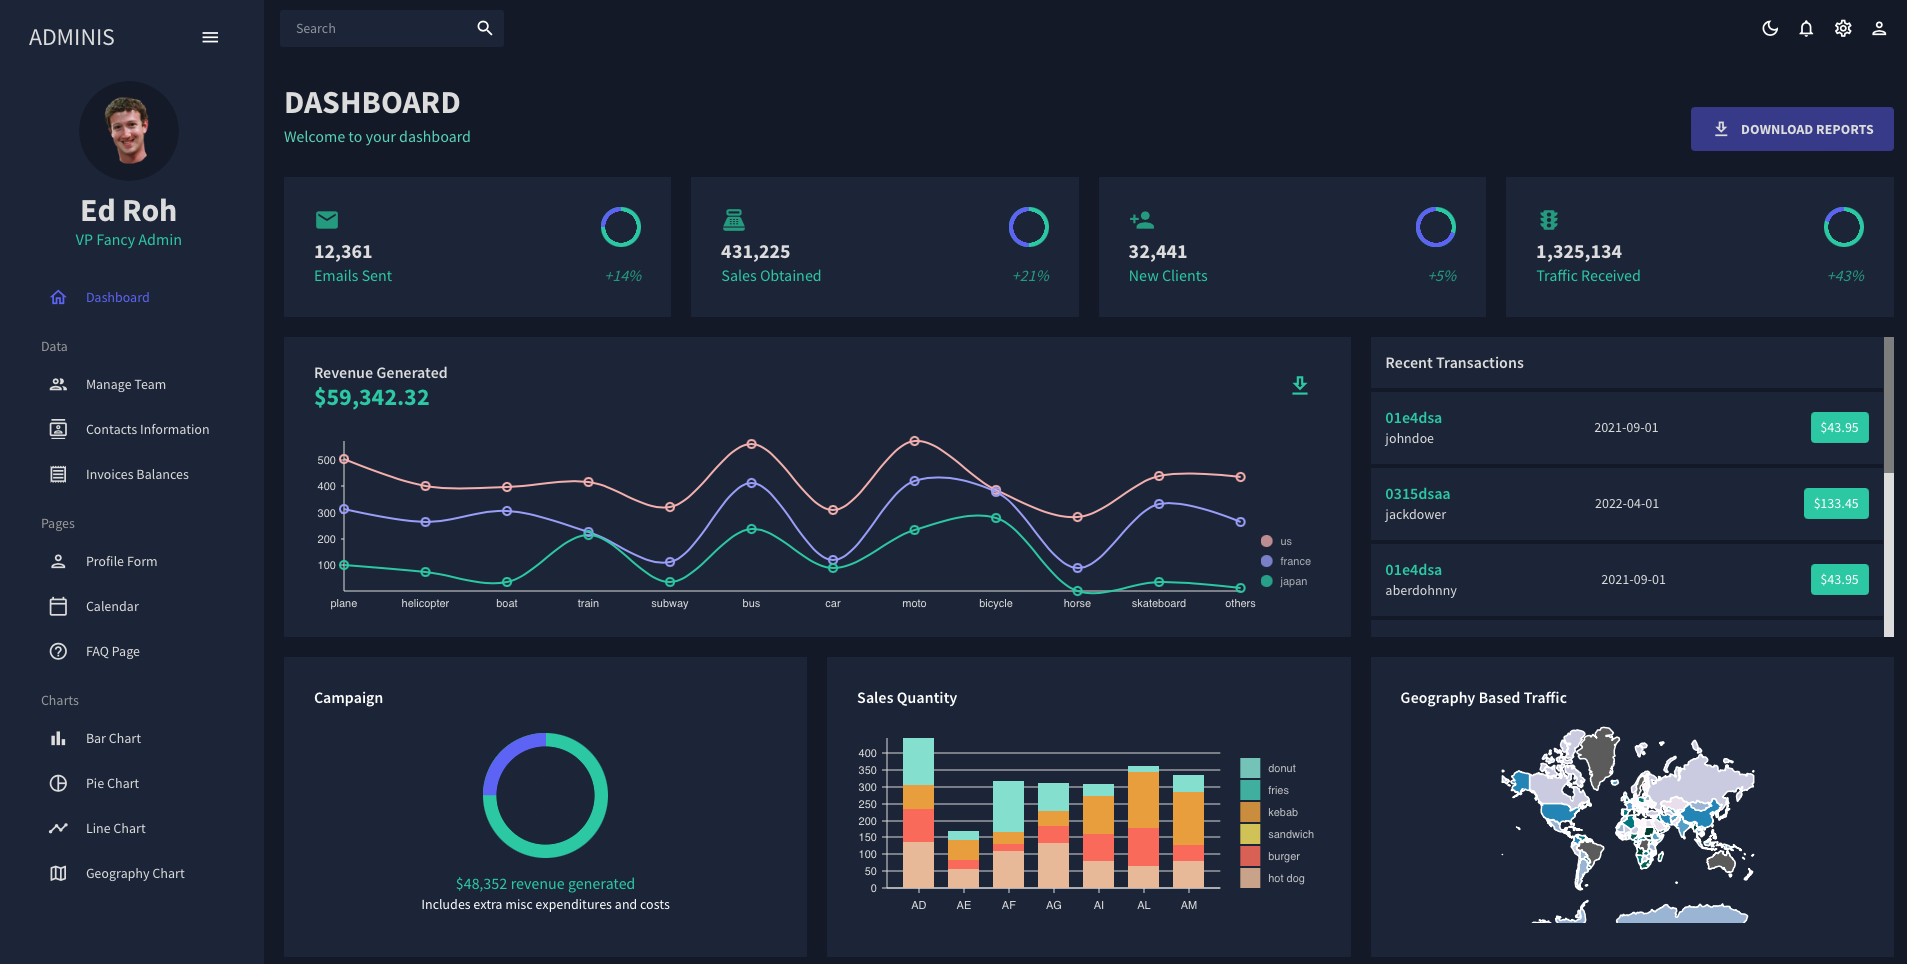 ADMINIS
Search
Ed Roh
VP Fancy Admin
Dashboard
Data
Manage Team
Contacts Information
Invoices Balances
Pages
Profile Form
Calendar
FAQ Page
Charts
Bar Chart
Pie Chart
Line Chart
Geography Chart
DASHBOARD
Welcome to your dashboard
DOWNLOAD REPORTS
12,361
Emails Sent
+14%
431,225
Sales Obtained
+21%
32,441
New Clients
+5%
1,325,134
Traffic Received
+43%
Revenue Generated
$59,342.32
500
400
300
200
100
plane helicopter boat train subway bus car moto bicycle horse skateboard others
us
france
japan
Recent Transactions
01e4dsa
johndoe
2021-09-01
$43.95
0315dsaa
jackdower
2022-04-01
$133.45
01e4dsa
aberdohnny
2021-09-01
$43.95
Campaign
$48,352 revenue generated
Includes extra misc expenditures and costs
Sales Quantity
400
350
300
250
200
150
100
50
0
AD AE AF AG AI AL AM
donut
fries
kebab
sandwich
burger
hot dog
Geography Based Traffic